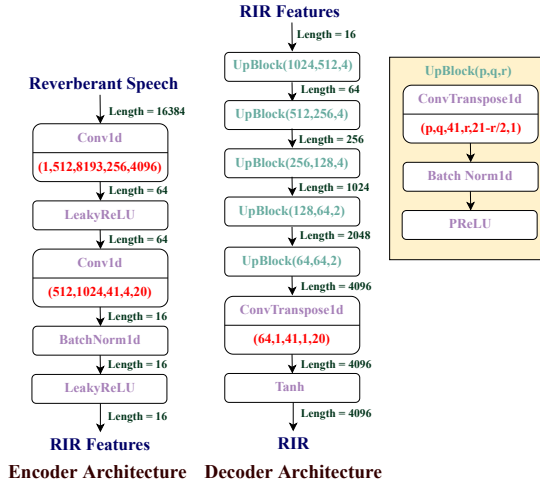 Reverberant Speech
Length = 16384
Conv1d
(1,512,8193,256,4096)
Length = 64
LeakyReLU
Length = 64
Conv1d
(512,1024,41,4,20)
Length = 16
BatchNorm1d
Length = 16
LeakyReLU
Length = 16
RIR Features
Encoder Architecture
RIR Features
Length = 16
UpBlock(1024,512,4)
Length = 64
UpBlock(512,256,4)
Length = 256
UpBlock(256,128,4)
Length = 1024
UpBlock(128,64,2)
Length = 2048
UpBlock(64,64,2)
Length = 4096
ConvTranspose1d
(64,1,41,1,20)
Length = 4096
Tanh
Length = 4096
RIR
Decoder Architecture
UpBlock(p,q,r)
ConvTranspose1d
(p,q,41,r,21-r/2,1)
Batch Norm1d
PReLU